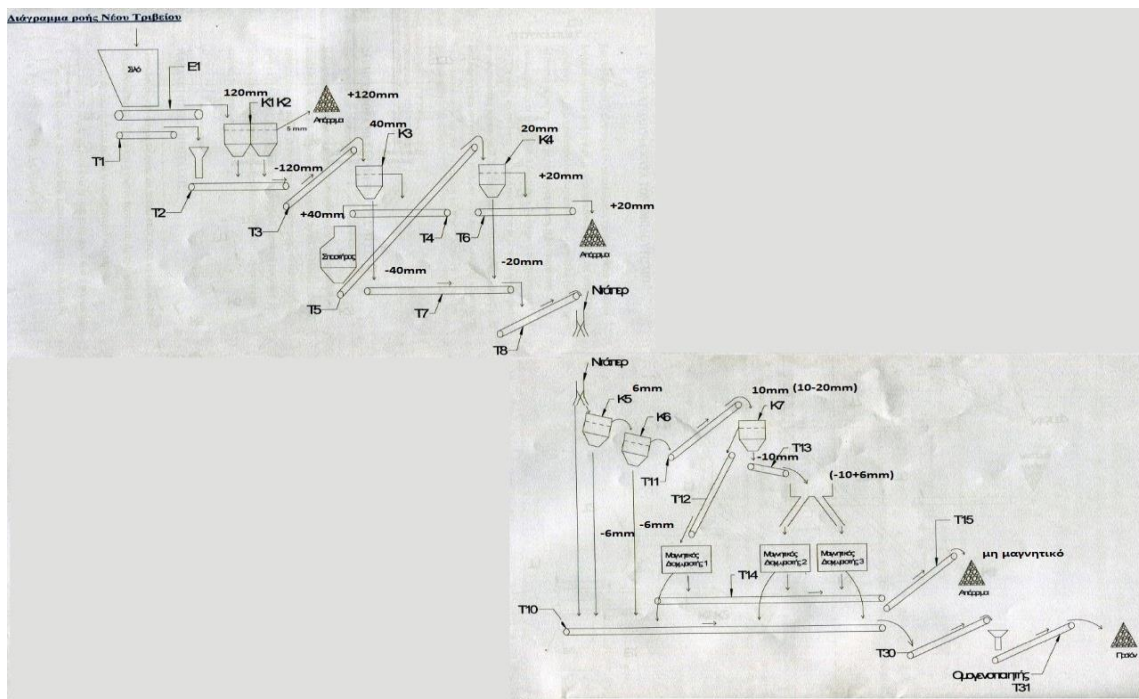 Διάγραμμα ροής Νέου Τριβείου
Σιλό
Ε1
120mm
Κ1 Κ2
+120mm
5 mm
Απόρριμα
Τ1
Τ2
-120mm
Τ3
40mm
Κ3
20mm
Κ4
+20mm
+40mm
Τ4
Τ6
+20mm
Απόρριμα
Σπαστήρας
-40mm
-20mm
Τ5
Τ7
Τ8
Ντάπερ
Ντάπερ
6mm
Κ5
Κ6
10mm (10-20mm)
Κ7
Τ11
-10mm
Τ13
(-10+6mm)
Τ12
-6mm
-6mm
Μαγνητικός
Διαχωριστής 1
Μαγνητικός
Διαχωριστής 2
Μαγνητικός
Διαχωριστής 3
Τ14
Τ15
μη μαγνητικό
Απόρριμα
Τ10
Τ30
Ομογενοποιητής
Τ31
Προϊόν